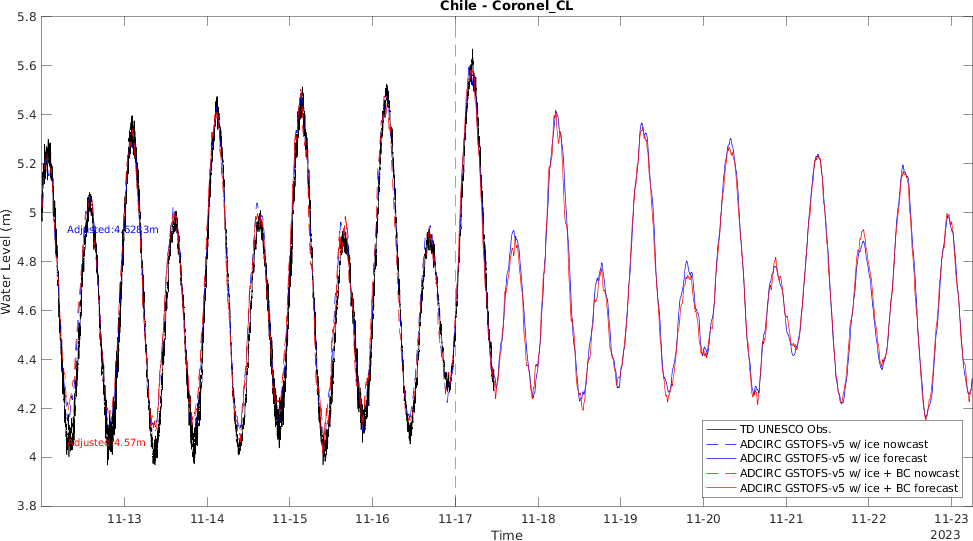 Chile - Coronel_CL
5.8
5.6
5.4
5.2
5
4.8
4.6
4.4
4.2
4
3.8
Water Level (m)
Adjusted:4.6283m
Adjusted:4.57m
TD UNESCO Obs.
ADCIRC GSTOFS-v5 w/ ice nowcast
ADCIRC GSTOFS-v5 w/ ice forecast
ADCIRC GSTOFS-v5 w/ ice + BC nowcast
ADCIRC GSTOFS-v5 w/ ice + BC forecast
11-13 11-14 11-15 11-16 11-17 11-18 11-19 11-20 11-21 11-22 11-23
2023
Time